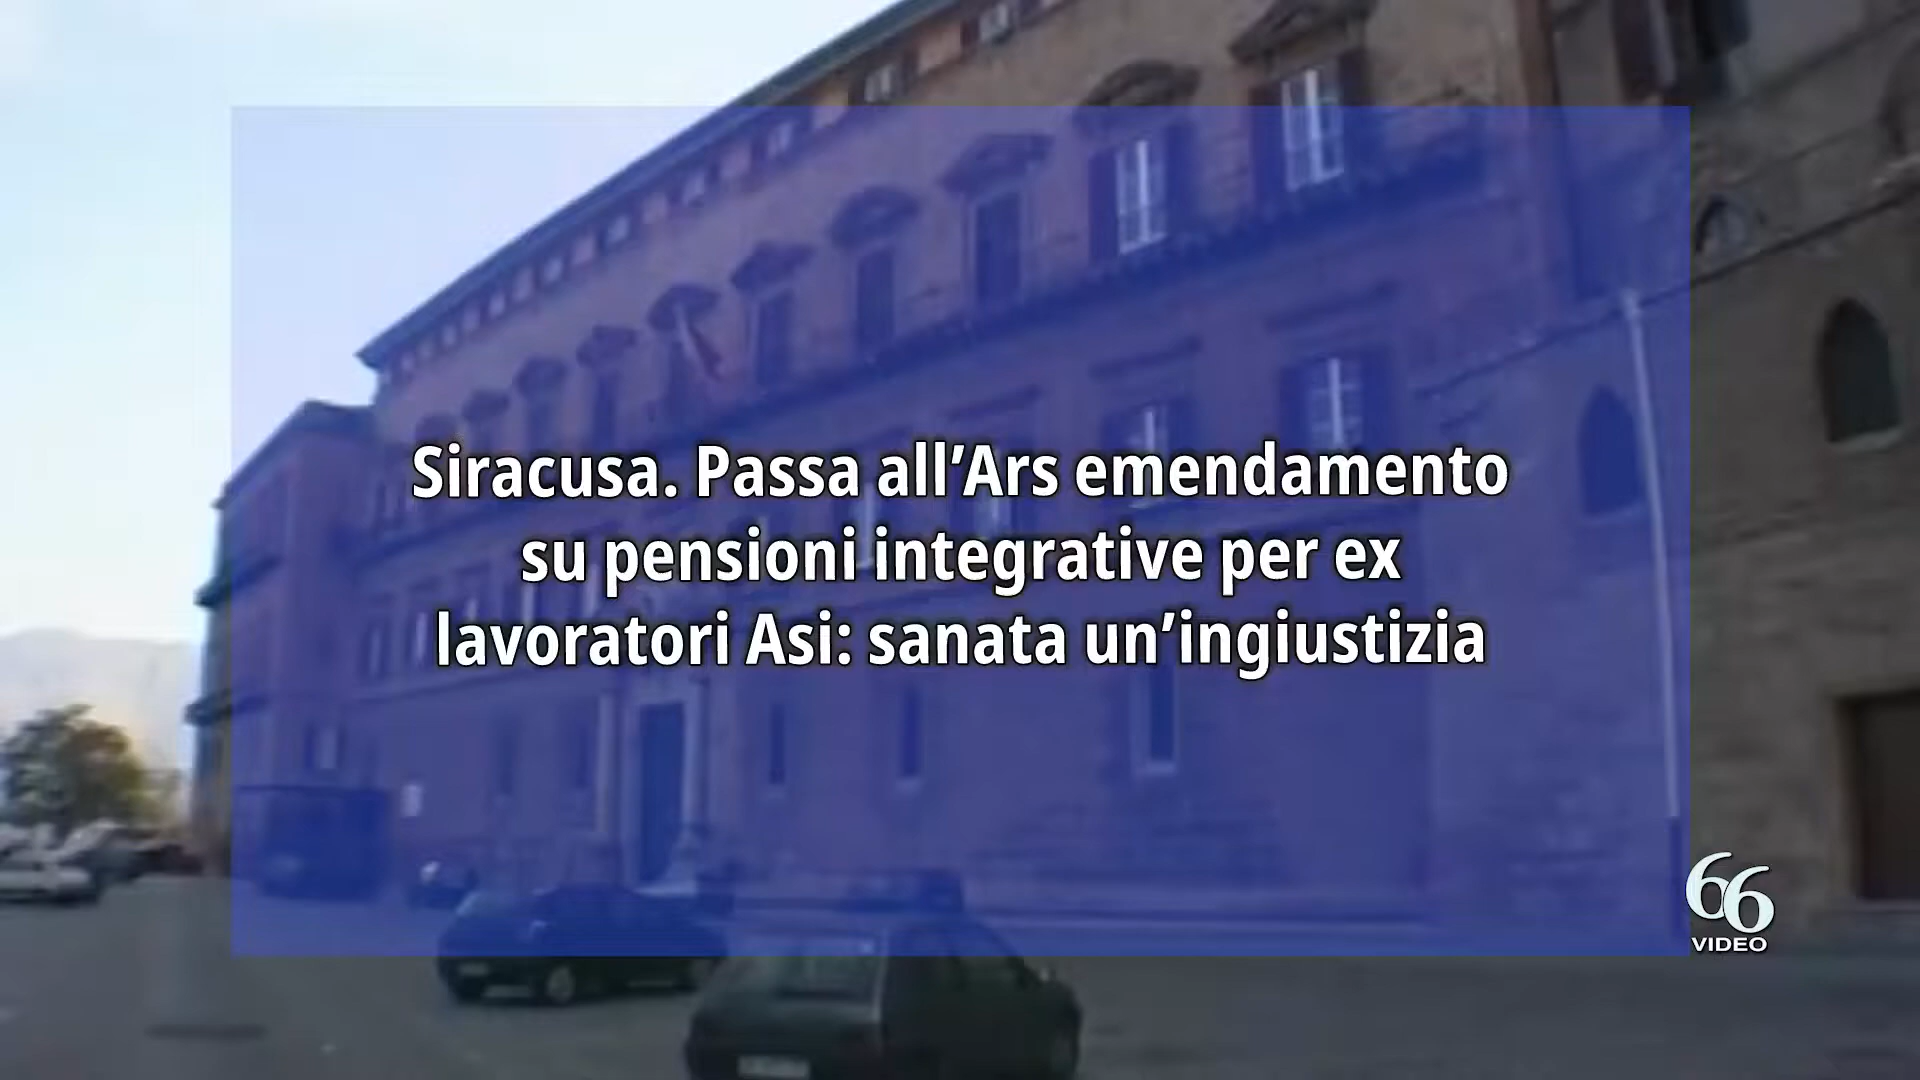 Siracusa. Passa all’Ars emendamento
su pensioni integrative per ex
lavoratori Asi: sanata un’ingiustizia
66
VIDEO